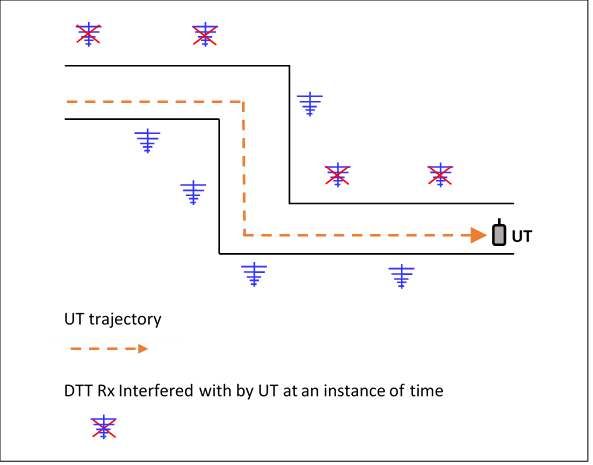 UT
UT trajectory
DTT Rx Interfered with by UT at an instance of time